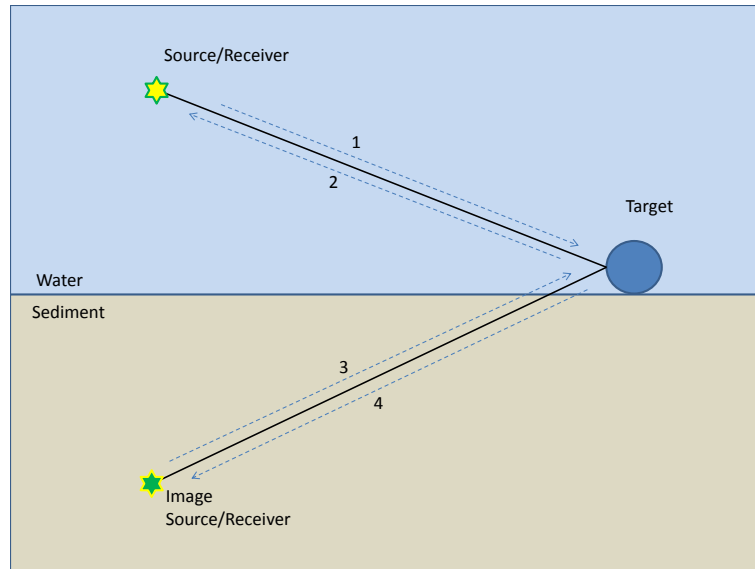 Source/Receiver
1
2
Target
Water
Sediment
3
4
Image
Source/Receiver